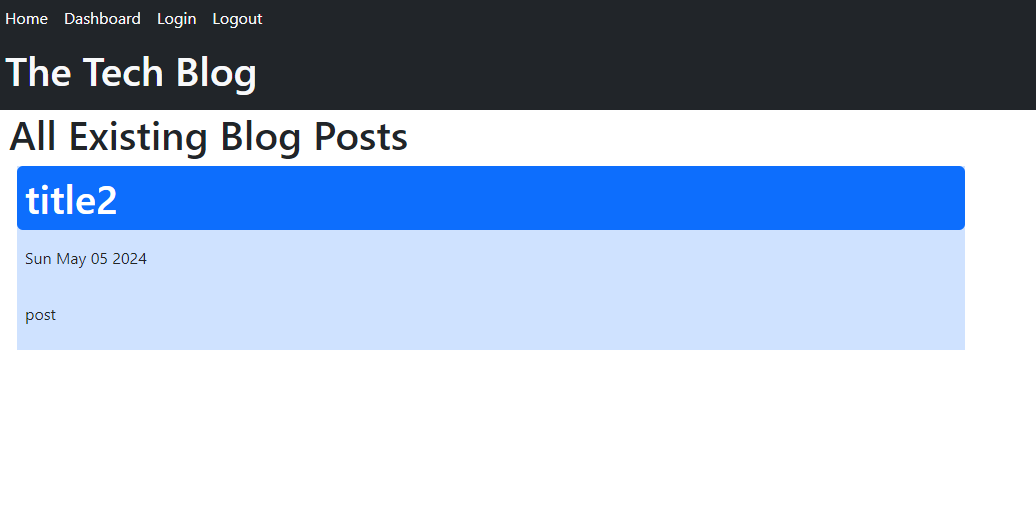 Home Dashboard Login Logout
The Tech Blog
All Existing Blog Posts
title2
Sun May 05 2024
post